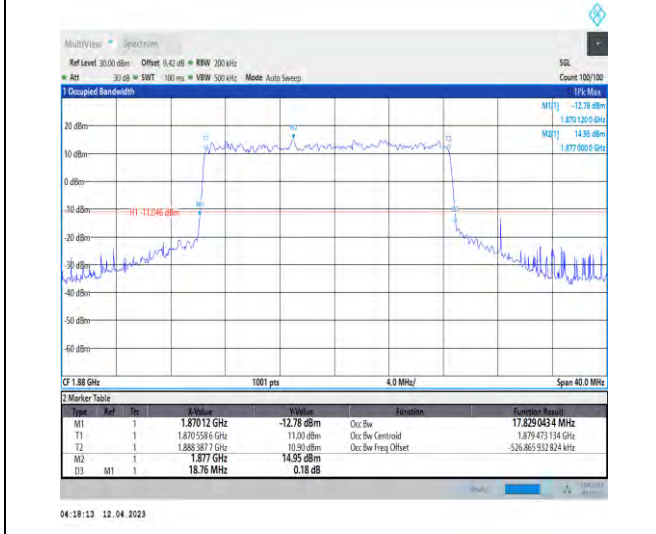 MultiView Spectrum
Ref Level 30.00 dBm Offset 0.42 dB RBW 200 kHz SGL
Att 30 dB SWT 100 ms VBW 500 kHz Mode Auto Sweep Count 100/100
1 Occupied Bandwidth 1Pk Max
M1[1] -12.78 dBm
1.870 120 0 GHz
M2[1] 14.95 dBm
1.877 000 0 GHz
T1 M2 T2
20 dBm
10 dBm
0 dBm
M1
-10 dBm H1 -11.046 dBm
-20 dBm
-30 dBm
-40 dBm
-50 dBm
-60 dBm
CF 1.88 GHz 1001 pts 4.0 MHz/ Span 40.0 MHz
2 Marker Table
Type Ref Trc X-Value Y-Value Function Function Result
M1 1 1.87012 GHz -12.78 dBm Occ Bw 17.829 043 4 MHz
T1 1 1.870 558 6 GHz 11.00 dBm Occ Bw Centroid 1.879 473 134 GHz
T2 1 1.888 387 7 GHz 10.90 dBm Occ Bw Freq Offset -526.865 932 824 kHz
M2 1 1.877 GHz 14.95 dBm
D3 M1 1 18.76 MHz 0.18 dB
04:18:13 12.04.2023